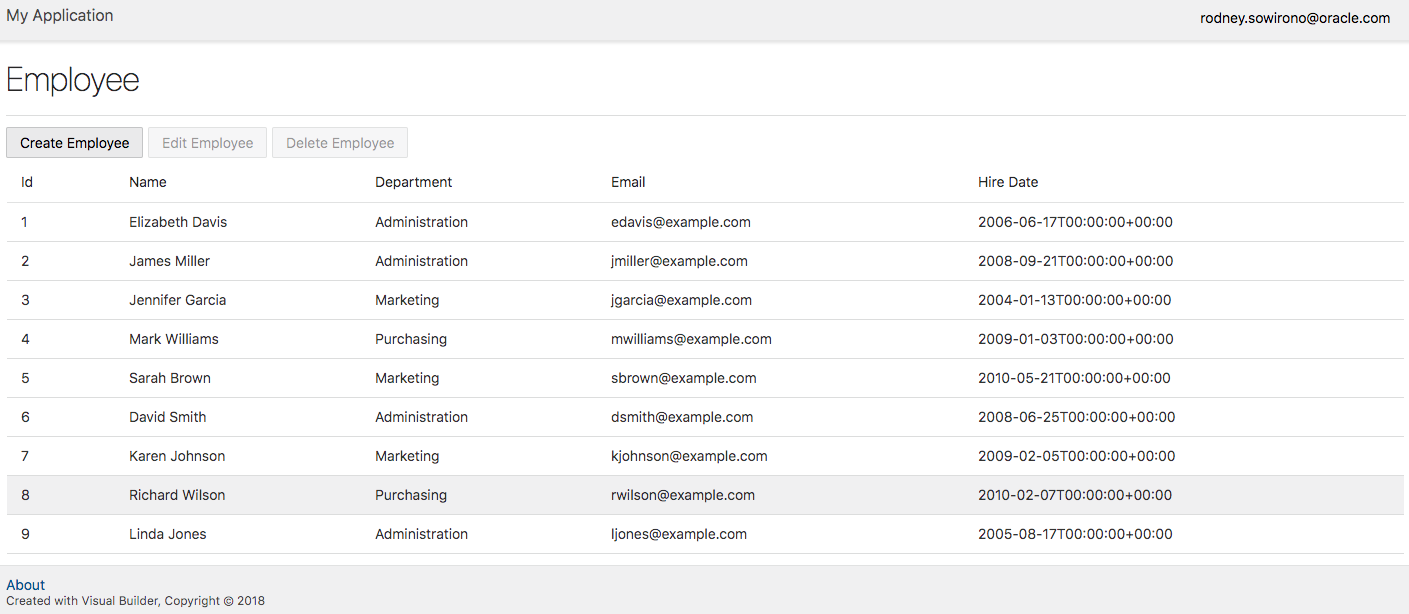 My Application rodney.sowirono@oracle.com
Employee
Create Employee Edit Employee Delete Employee
Id Name Department Email Hire Date
1 Elizabeth Davis Administration edavis@example.com 2006-06-17T00:00:00+00:00
2 James Miller Administration jmiller@example.com 2008-09-21T00:00:00+00:00
3 Jennifer Garcia Marketing jgarcia@example.com 2004-01-13T00:00:00+00:00
4 Mark Williams Purchasing mwilliams@example.com 2009-01-03T00:00:00+00:00
5 Sarah Brown Marketing sbrown@example.com 2010-05-21T00:00:00+00:00
6 David Smith Administration dsmith@example.com 2008-06-25T00:00:00+00:00
7 Karen Johnson Marketing kjohnson@example.com 2009-02-05T00:00:00+00:00
8 Richard Wilson Purchasing rwilson@example.com 2010-02-07T00:00:00+00:00
9 Linda Jones Administration ljones@example.com 2005-08-17T00:00:00+00:00
About
Created with Visual Builder, Copyright © 2018